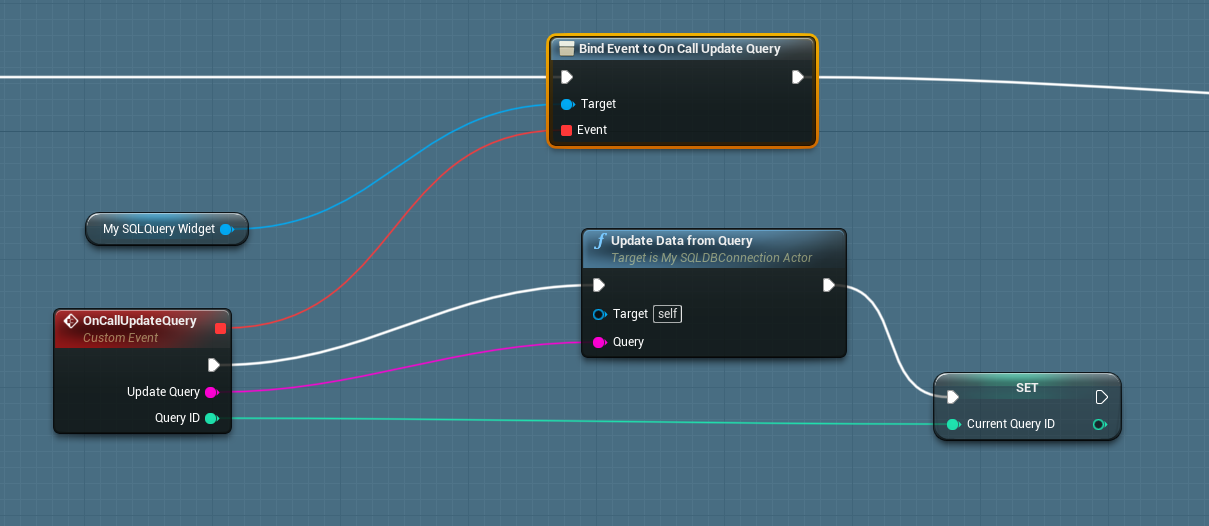 Bind Event to On Call Update Query
Target
Event
My SQLQuery Widget
Update Data from Query
Target is My SQLDBConnection Actor
Target self
Query
OnCallUpdateQuery
Custom Event
Update Query
Query ID
SET
Current Query ID